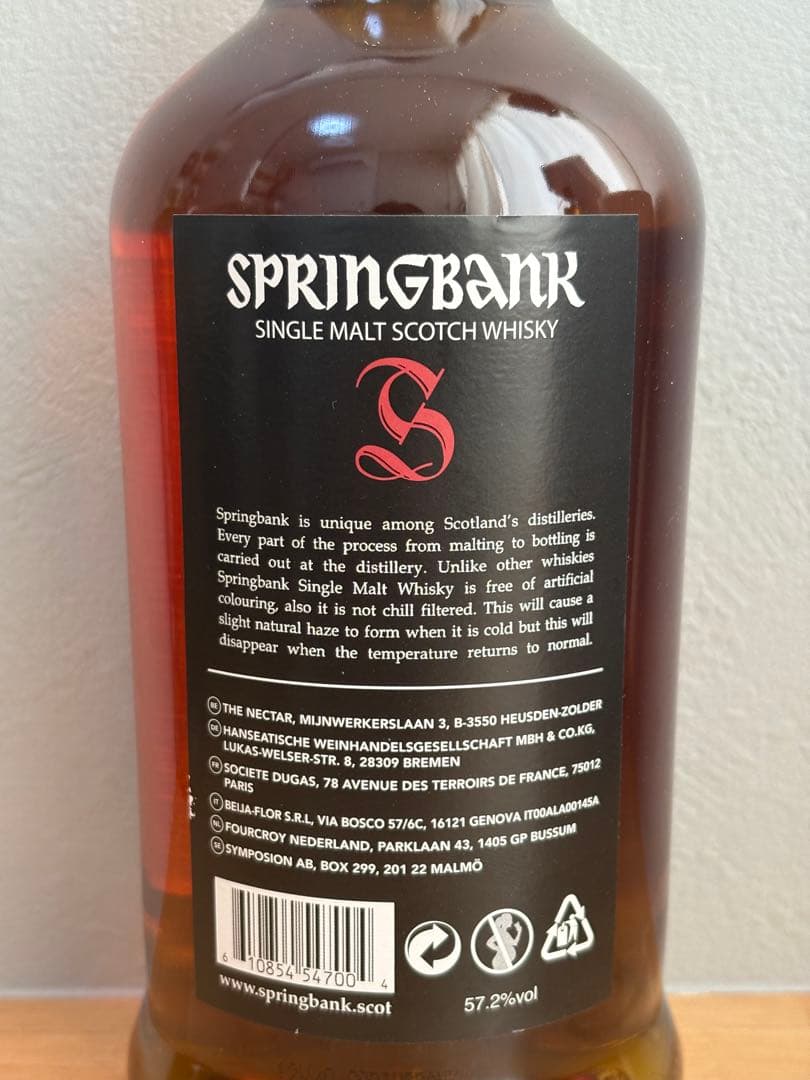 SPRINGBANK
SINGLE MALT SCOTCH WHISKY
S
Springbank is unique among Scotland's distilleries.
Every part of the process from malting to bottling is
carried out at the distillery. Unlike other whiskies
Springbank Single Malt Whisky is free of artificial
colouring, also it is not chill filtered. This will cause a
slight natural haze to form when it is cold but this will
disappear when the temperature returns to normal.
BE THE NECTAR, MIJNWERKERSLAAN 3, B-3550 HEUSDEN-ZOLDER
DE HANSEATISCHE WEINHANDELSGESELLSCHAFT MBH & CO.KG,
LUKAS-WELSER-STR. 8, 28309 BREMEN
FR SOCIETE DUGAS, 78 AVENUE DES TERROIRS DE FRANCE, 75012
PARIS
IT BEIJA-FLOR S.R.L, VIA BOSCO 57/6C, 16121 GENOVA IT00ALA00145A
NL FOURCROY NEDERLAND, PARKLAAN 43, 1405 GP BUSSUM
SE SYMPOSION AB, BOX 299, 201 22 MALMÖ
6 10854 54700 4
www.springbank.scot
57.2%vol